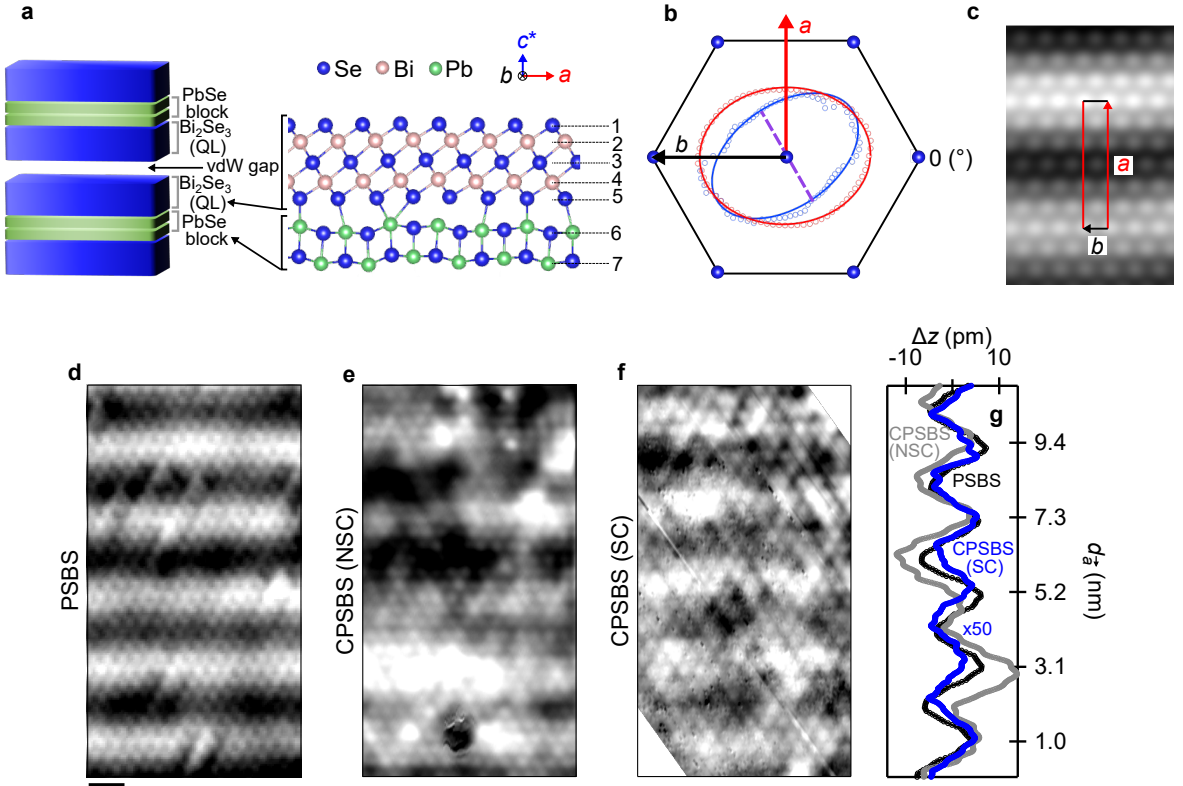 a
PbSe
block
Bi2Se3
(QL)
vdW gap
Bi2Se3
(QL)
PbSe
block
Se Bi Pb
c*
b a
1
2
3
4
5
6
7
b
a
b
0 (°)
c
a
b
d
PSBS
e
CPSBS (NSC)
f
CPSBS (SC)
Δz (pm)
-10 10
g
CPSBS
(NSC)
PSBS
CPSBS
(SC)
x50
9.4
7.3
5.2
3.1
1.0
da⃗ (nm)